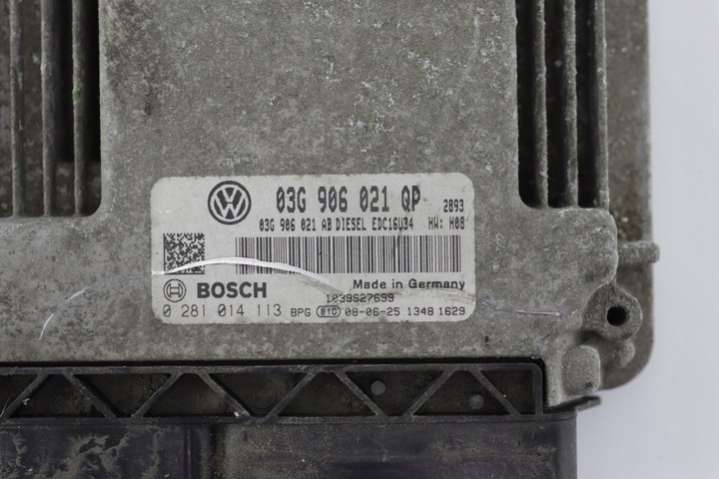 03G 906 021 QP 2893
03G 906 021 AB DIESEL EDC16U34 HW: H08
Made in Germany
BOSCH 1039S27699
0 281 014 113 BPG 810 08-06-25 1348 1629